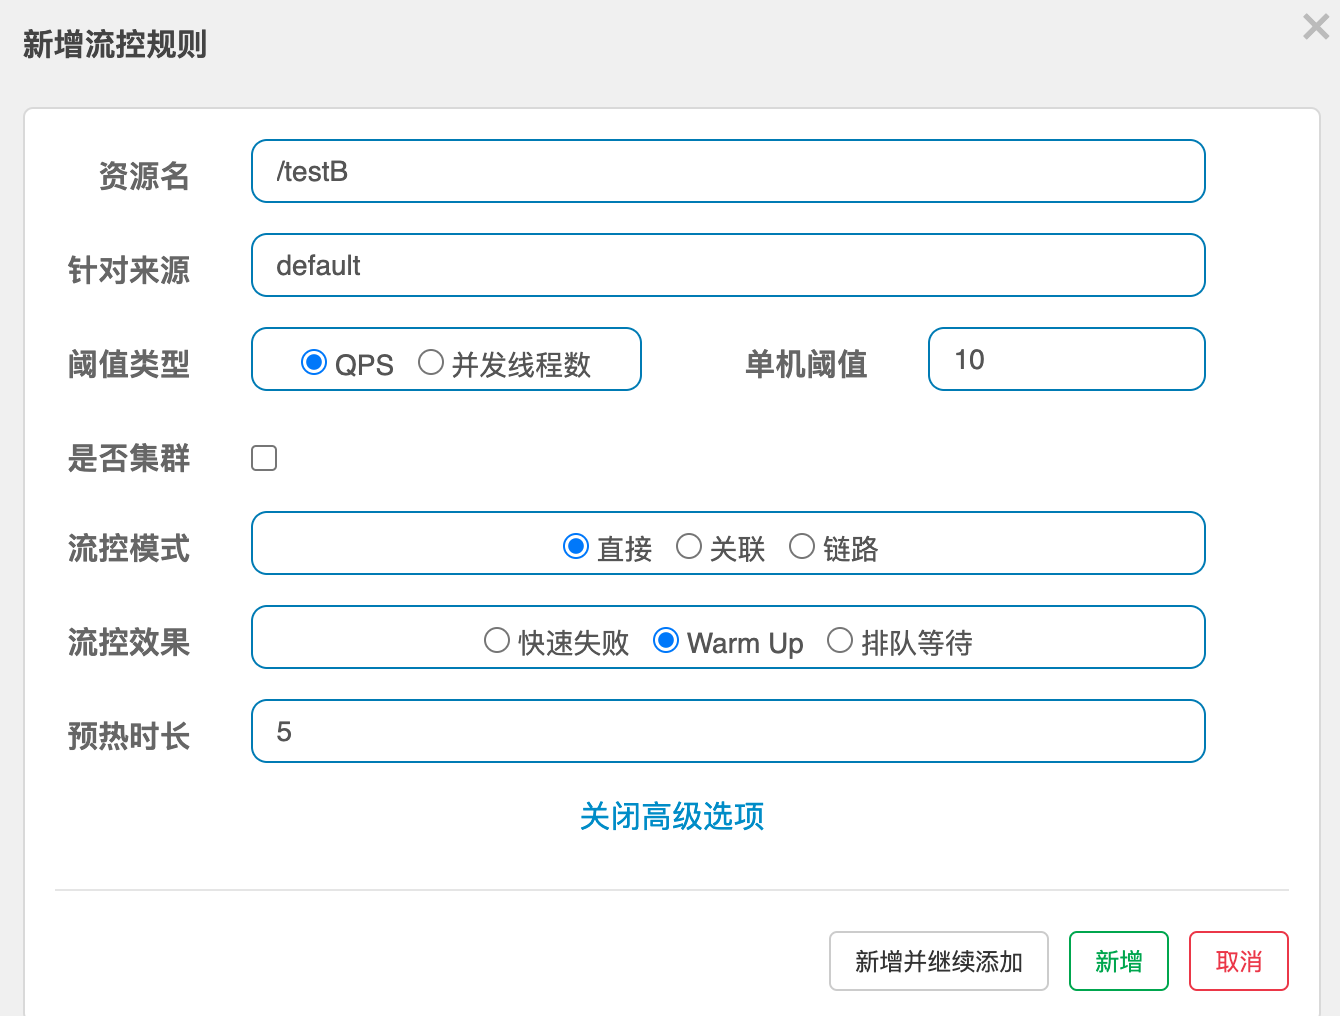 新增流控规则
资源名 /testB
针对来源 default
阈值类型 QPS 并发线程数 单机阈值 10
是否集群
流控模式 直接 关联 链路
流控效果 快速失败 Warm Up 排队等待
预热时长 5
关闭高级选项
新增并继续添加 新增 取消